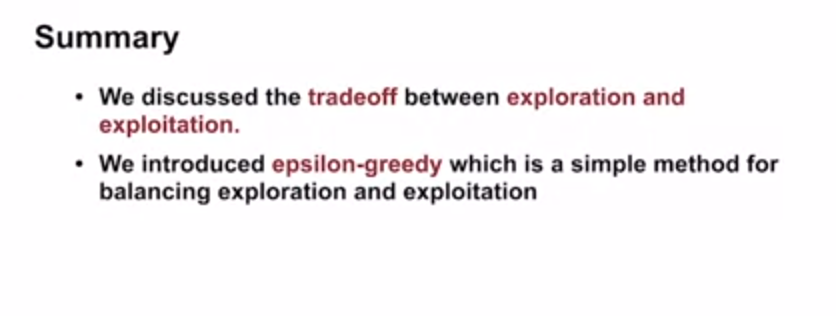 Summary
• We discussed the tradeoff between exploration and
exploitation.
• We introduced epsilon-greedy which is a simple method for
balancing exploration and exploitation